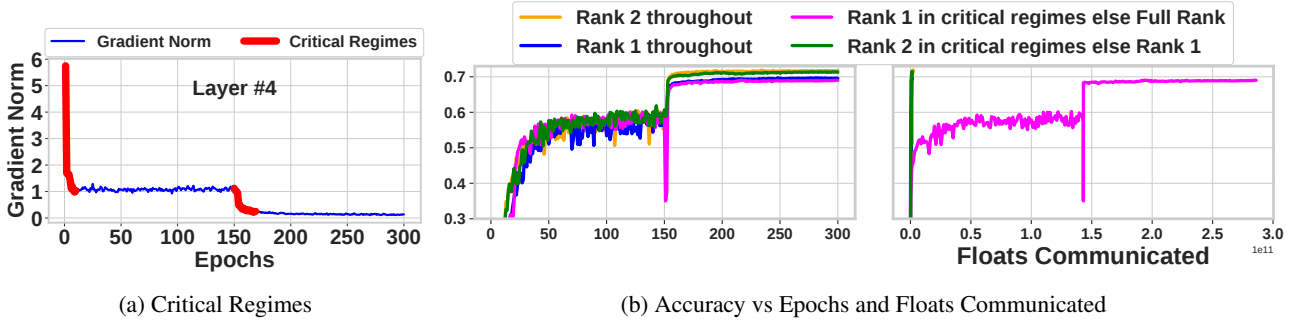 Gradient Norm Critical Regimes
Gradient Norm
6
5
4
3
2
1
0
Layer #4
0 50 100 150 200 250 300
Epochs
(a) Critical Regimes
Rank 2 throughout Rank 1 in critical regimes else Full Rank
Rank 1 throughout Rank 2 in critical regimes else Rank 1
0.7
0.6
0.5
0.4
0.3
0 50 100 150 200 250 300
0.0 0.5 1.0 1.5 2.0 2.5 3.0
1e11
Floats Communicated
(b) Accuracy vs Epochs and Floats Communicated